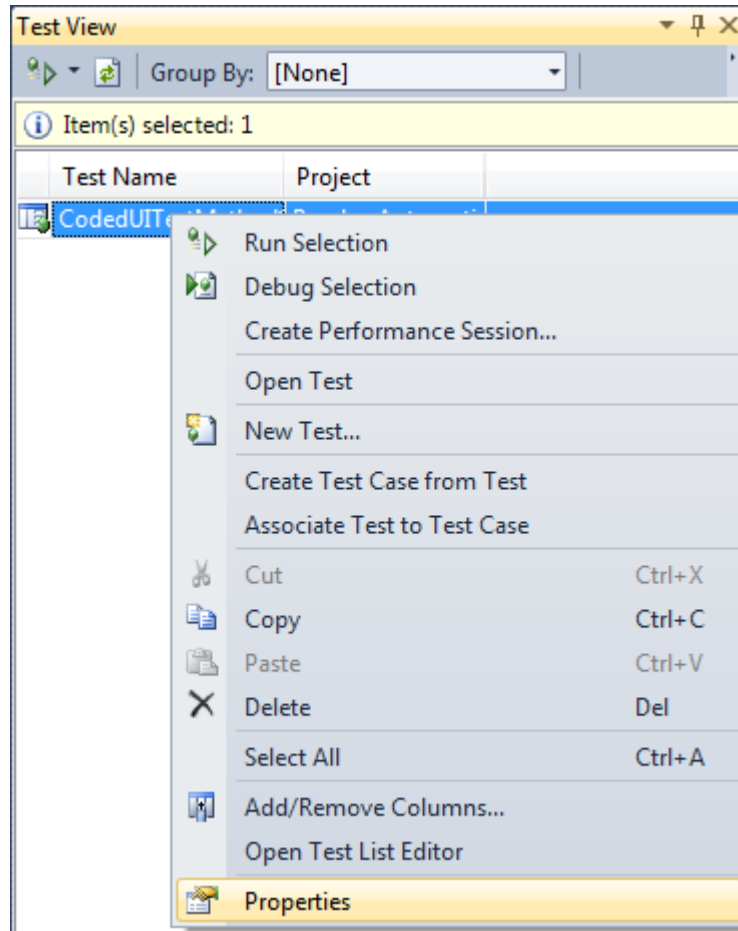 Test View
Group By: [None]
Item(s) selected: 1
Test Name Project
Run Selection
Debug Selection
Create Performance Session...
Open Test
New Test...
Create Test Case from Test
Associate Test to Test Case
Cut Ctrl+X
Copy Ctrl+C
Paste Ctrl+V
Delete Del
Select All Ctrl+A
Add/Remove Columns...
Open Test List Editor
Properties